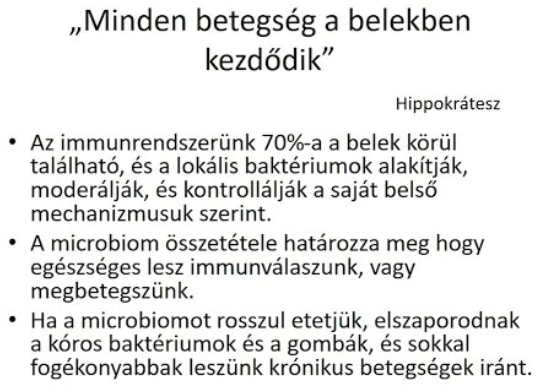 „Minden betegség a belekben
kezdődik”
Hippokrátesz
• Az immunrendszerünk 70%-a a belek körül
található, és a lokális baktériumok alakítják,
moderálják, és kontrollálják a saját belső
mechanizmusuk szerint.
• A microbiom összetétele határozza meg hogy
egészséges lesz immunválaszunk, vagy
megbetegszünk.
• Ha a microbiomot rosszul etetjük, elszaporodnak
a kóros baktériumok és a gombák, és sokkal
fogékonyabbak leszünk krónikus betegségek iránt.